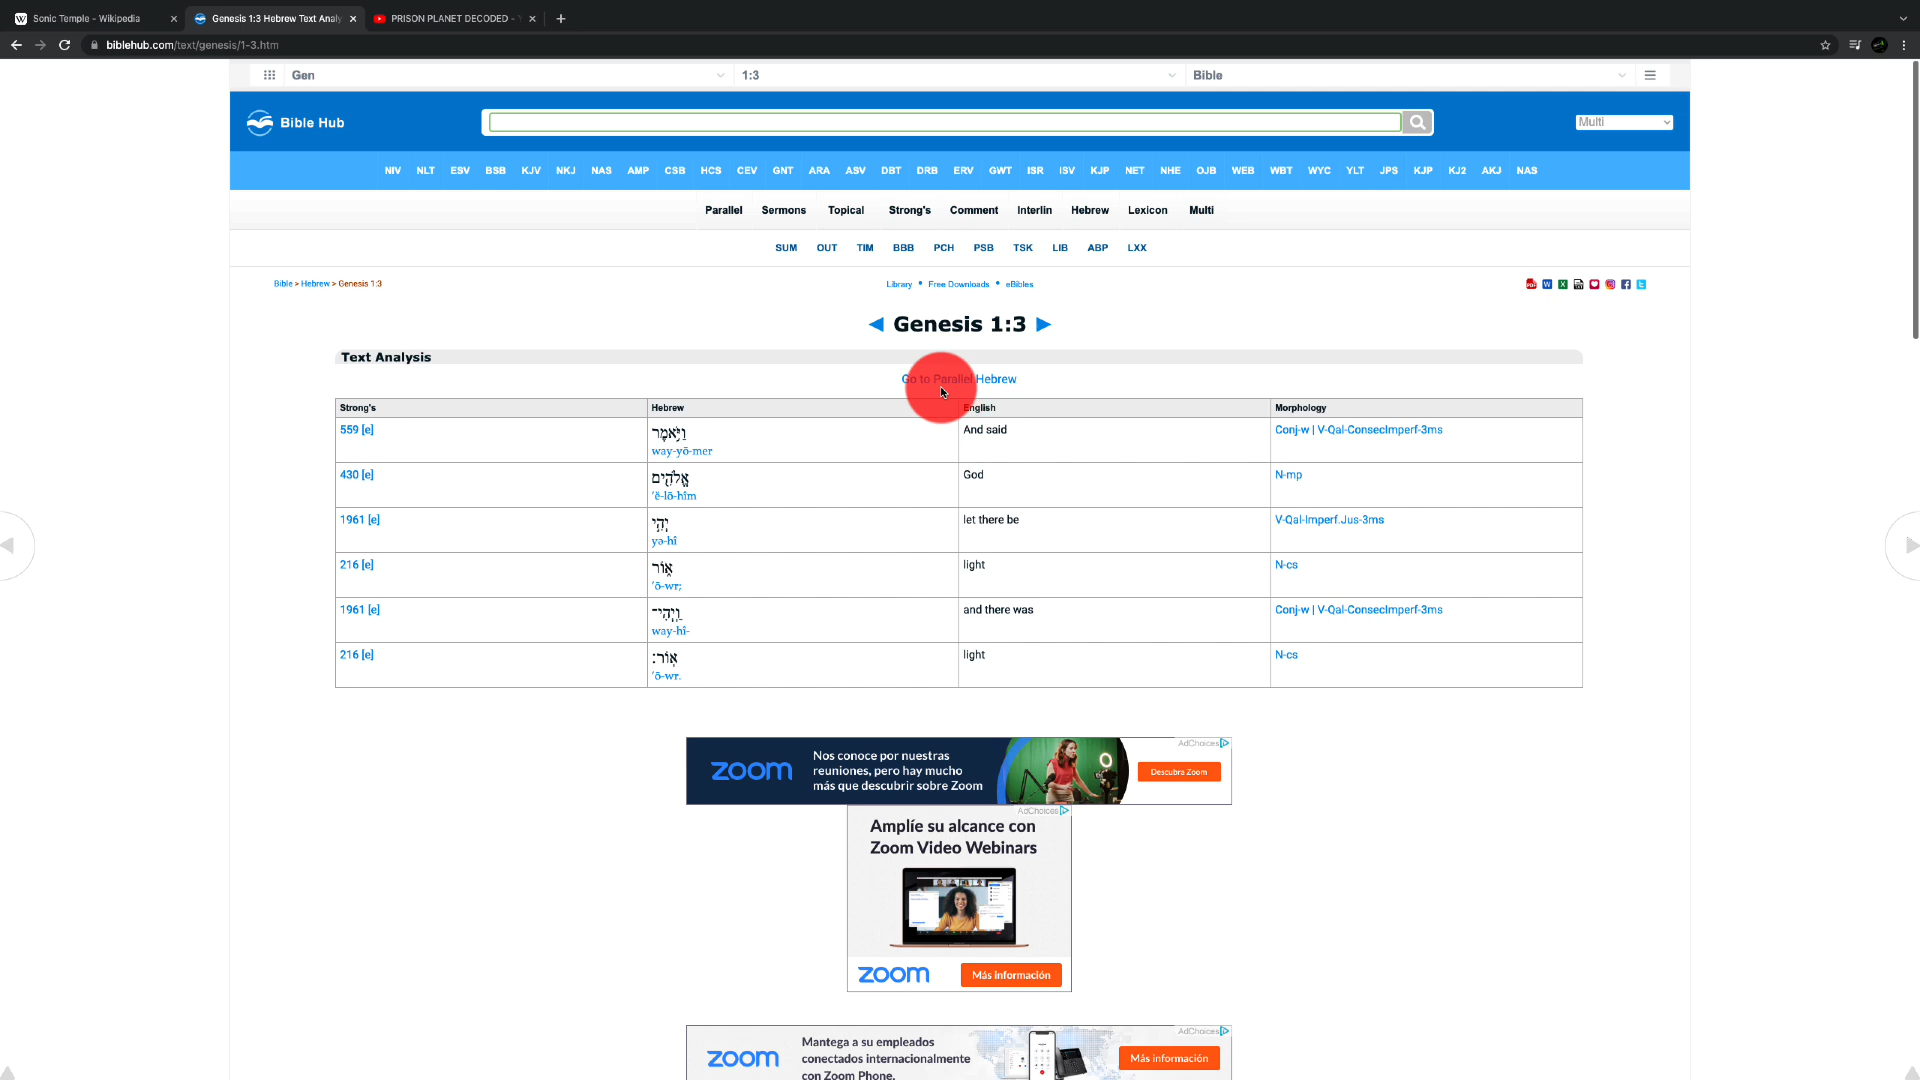 Sonic Temple - Wikipedia
Genesis 1:3 Hebrew Text Analy
PRISON PLANET DECODED -
biblehub.com/text/genesis/1-3.htm
Gen
1:3
Bible
Bible Hub
Multi
NIV NLT ESV BSB KJV NKJ NAS AMP CSB HCS CEV GNT ARA ASV DBT DRB ERV GWT ISR ISV KJP NET NHE OJB WEB WBT WYC YLT JPS KJP KJ2 AKJ NAS
Parallel Sermons Topical Strong's Comment Interlin Hebrew Lexicon Multi
SUM OUT TIM BBB PCH PSB TSK LIB ABP LXX
Bible > Hebrew > Genesis 1:3
Library • Free Downloads • eBibles
◄ Genesis 1:3 ►
Text Analysis
Go to Parallel Hebrew
Strong's Hebrew English Morphology
559 [e] וַיֹּ֥אמֶר And said Conj-w | V-Qal-ConsecImperf-3ms
way-yō-mer
430 [e] אֱלֹהִ֖ים God N-mp
’ĕ-lō-hîm
1961 [e] יְהִ֣י let there be V-Qal-Imperf.Jus-3ms
yə-hî
216 [e] א֑וֹר light N-cs
’ō-wr;
1961 [e] וַֽיְהִי־ and there was Conj-w | V-Qal-ConsecImperf-3ms
way-hî-
216 [e] אֽוֹר׃ light N-cs
’ō-wr.
AdChoices
zoom
Nos conoce por nuestras
reuniones, pero hay mucho
más que descubrir sobre Zoom
Descubra Zoom
AdChoices
Amplíe su alcance con
Zoom Video Webinars
zoom
Más información
AdChoices
zoom
Mantega a su empleados
conectados internacionalmente
con Zoom Phone.
Más información